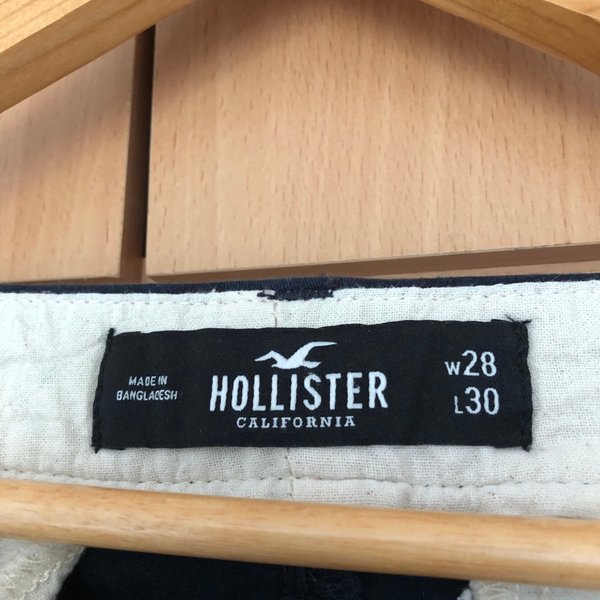 MADE IN
BANGLADESH
HOLLISTER
CALIFORNIA
W28
L30